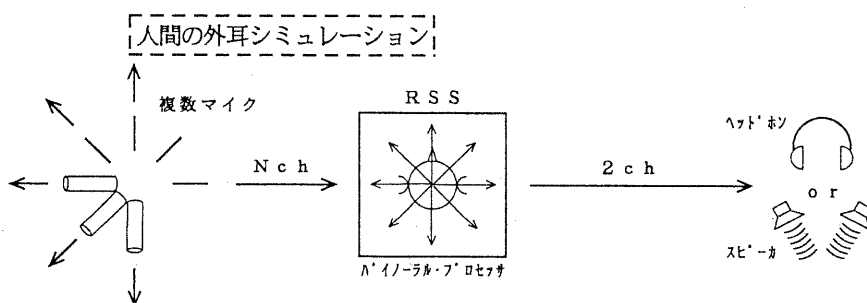 人間の外耳シミュレーション
複数マイク
RSS
Nch
2ch
ヘッドホン
or
スピーカ
バイノーラル・プロセッサ